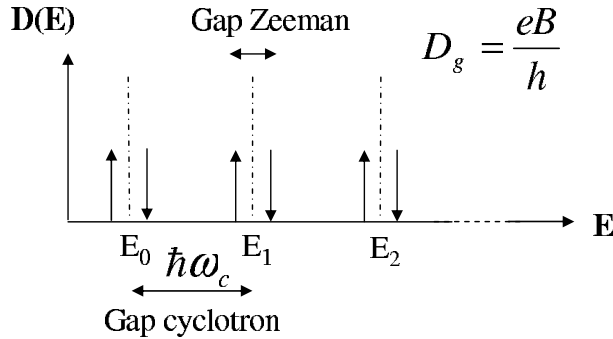 D(E)
Gap Zeeman
D_g = eB/h
E
E_0 E_1 E_2
ħω_c
Gap cyclotron